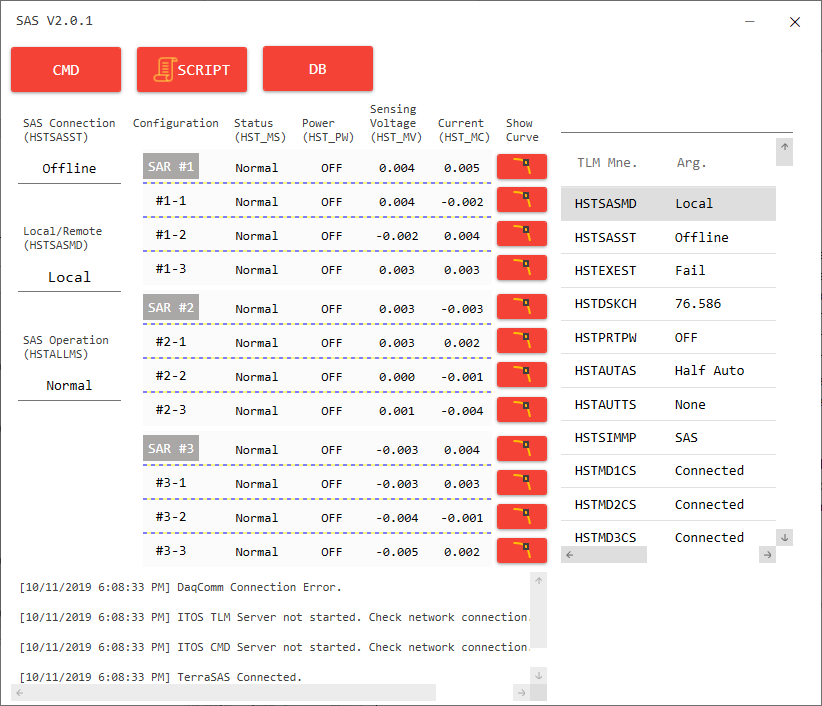 SAS V2.0.1
CMD
SCRIPT
DB
SAS Connection
(HSTSASST)
Offline
Local/Remote
(HSTSASMD)
Local
SAS Operation
(HSTALLMS)
Normal
Configuration Status (HST_MS) Power (HST_PW) Sensing Voltage (HST_MV) Current (HST_MC) Show Curve
SAR #1 Normal OFF 0.004 0.005
#1-1 Normal OFF 0.004 -0.002
#1-2 Normal OFF -0.002 0.004
#1-3 Normal OFF 0.003 0.003
SAR #2 Normal OFF 0.003 -0.003
#2-1 Normal OFF 0.003 0.002
#2-2 Normal OFF 0.000 -0.001
#2-3 Normal OFF 0.001 -0.004
SAR #3 Normal OFF -0.003 0.004
#3-1 Normal OFF -0.003 0.003
#3-2 Normal OFF -0.004 -0.001
#3-3 Normal OFF -0.005 0.002
TLM Mne. Arg.
HSTSASMD Local
HSTSASST Offline
HSTEXEST Fail
HSTDSKCH 76.586
HSTPRTPW OFF
HSTAUTAS Half Auto
HSTAUTTS None
HSTSIMMP SAS
HSTMD1CS Connected
HSTMD2CS Connected
HSTMD3CS Connected
[10/11/2019 6:08:33 PM] DaqComm Connection Error.
[10/11/2019 6:08:33 PM] ITOS TLM Server not started. Check network connection.
[10/11/2019 6:08:33 PM] ITOS CMD Server not started. Check network connection.
[10/11/2019 6:08:33 PM] TerraSAS Connected.